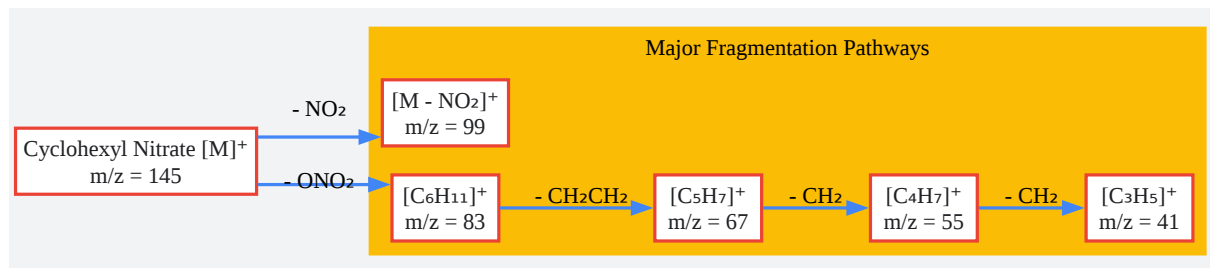 Major Fragmentation Pathways
- NO₂
[M - NO₂]⁺
m/z = 99
Cyclohexyl Nitrate [M]⁺
m/z = 145
- ONO₂
[C₆H₁₁]⁺
m/z = 83
- CH₂CH₂
[C₅H₇]⁺
m/z = 67
- CH₂
[C₄H₇]⁺
m/z = 55
- CH₂
[C₃H₅]⁺
m/z = 41